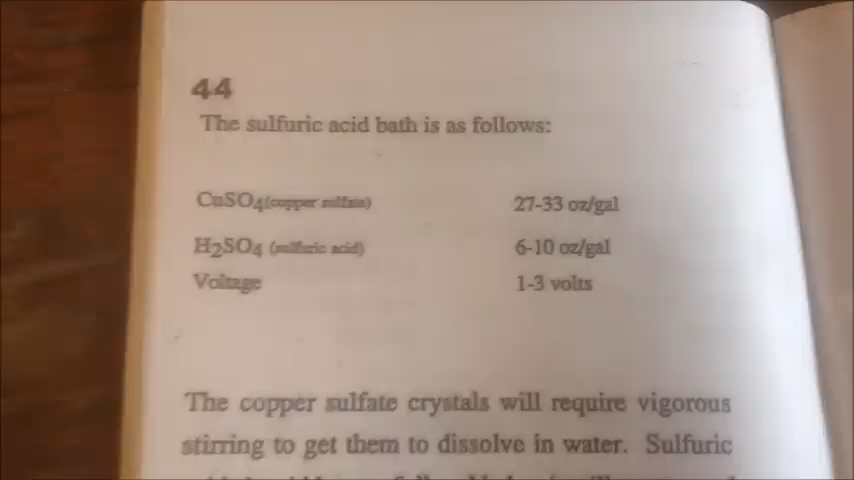 44
The sulfuric acid bath is as follows:
CuSO4(copper sulfate) 27-33 oz/gal
H2SO4 (sulfuric acid) 6-10 oz/gal
Voltage 1-3 volts
The copper sulfate crystals will require vigorous
stirring to get them to dissolve in water. Sulfuric